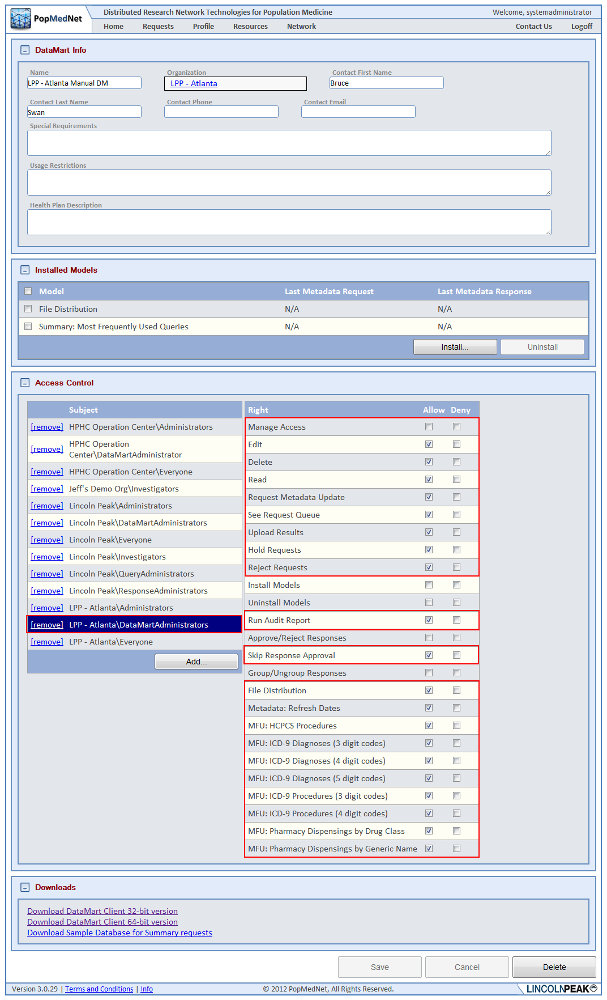 PopMedNet
Distributed Research Network Technologies for Population Medicine
Welcome, systemadministrator
Home Requests Profile Resources Network Contact Us Logoff
DataMart Info
Name Organization Contact First Name
LPP - Atlanta Manual DM LPP - Atlanta Bruce
Contact Last Name Contact Phone Contact Email
Swan
Special Requirements
Usage Restrictions
Health Plan Description
Installed Models
Model Last Metadata Request Last Metadata Response
File Distribution N/A N/A
Summary: Most Frequently Used Queries N/A N/A
Install... Uninstall
Access Control
Subject
[remove] HPHC Operation Center\Administrators
[remove] HPHC Operation
Center\DataMartAdministrator
[remove] HPHC Operation Center\Everyone
[remove] Jeff's Demo Org\Investigators
[remove] Lincoln Peak\Administrators
[remove] Lincoln Peak\DataMartAdministrators
[remove] Lincoln Peak\Everyone
[remove] Lincoln Peak\Investigators
[remove] Lincoln Peak\QueryAdministrators
[remove] Lincoln Peak\ResponseAdministrators
[remove] LPP - Atlanta\Administrators
[remove] LPP - Atlanta\DataMartAdministrators
[remove] LPP - Atlanta\Everyone
Add...
Right Allow Deny
Manage Access
Edit
Delete
Read
Request Metadata Update
See Request Queue
Upload Results
Hold Requests
Reject Requests
Install Models
Uninstall Models
Run Audit Report
Approve/Reject Responses
Skip Response Approval
Group/Ungroup Responses
File Distribution
Metadata: Refresh Dates
MFU: HCPCS Procedures
MFU: ICD-9 Diagnoses (3 digit codes)
MFU: ICD-9 Diagnoses (4 digit codes)
MFU: ICD-9 Diagnoses (5 digit codes)
MFU: ICD-9 Procedures (3 digit codes)
MFU: ICD-9 Procedures (4 digit codes)
MFU: Pharmacy Dispensings by Drug Class
MFU: Pharmacy Dispensings by Generic Name
Downloads
Download DataMart Client 32-bit version
Download DataMart Client 64-bit version
Download Sample Database for Summary requests
Save Cancel Delete
Version 3.0.29 | Terms and Conditions | Info © 2012 PopMedNet, All Rights Reserved. LINCOLNPEAK